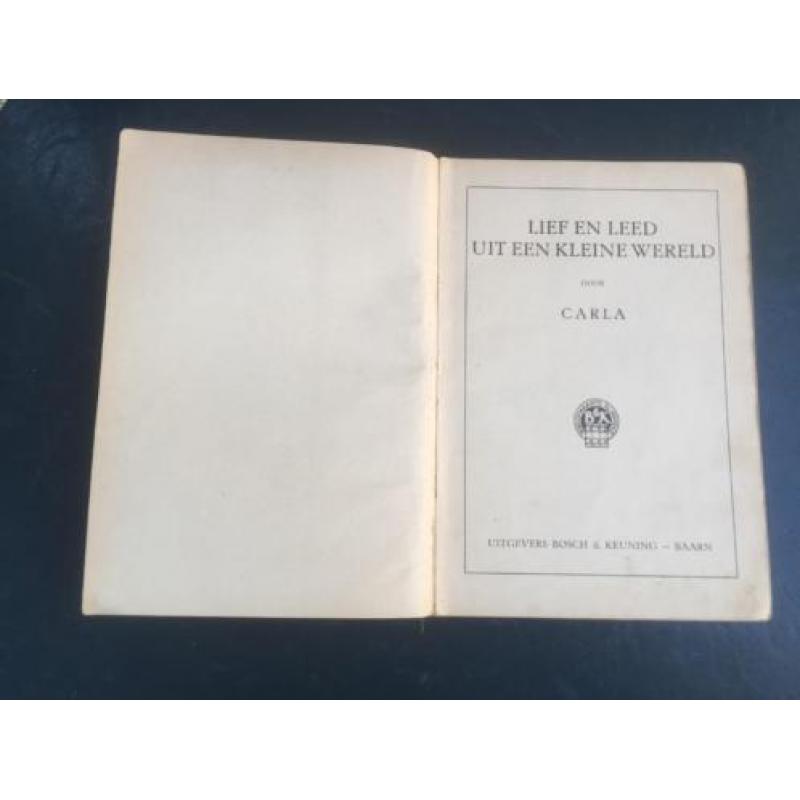 LIEF EN LEED
UIT EEN KLEINE WERELD
DOOR
CARLA
B&K
UITGEVERS BOSCH & KEUNING — BAARN